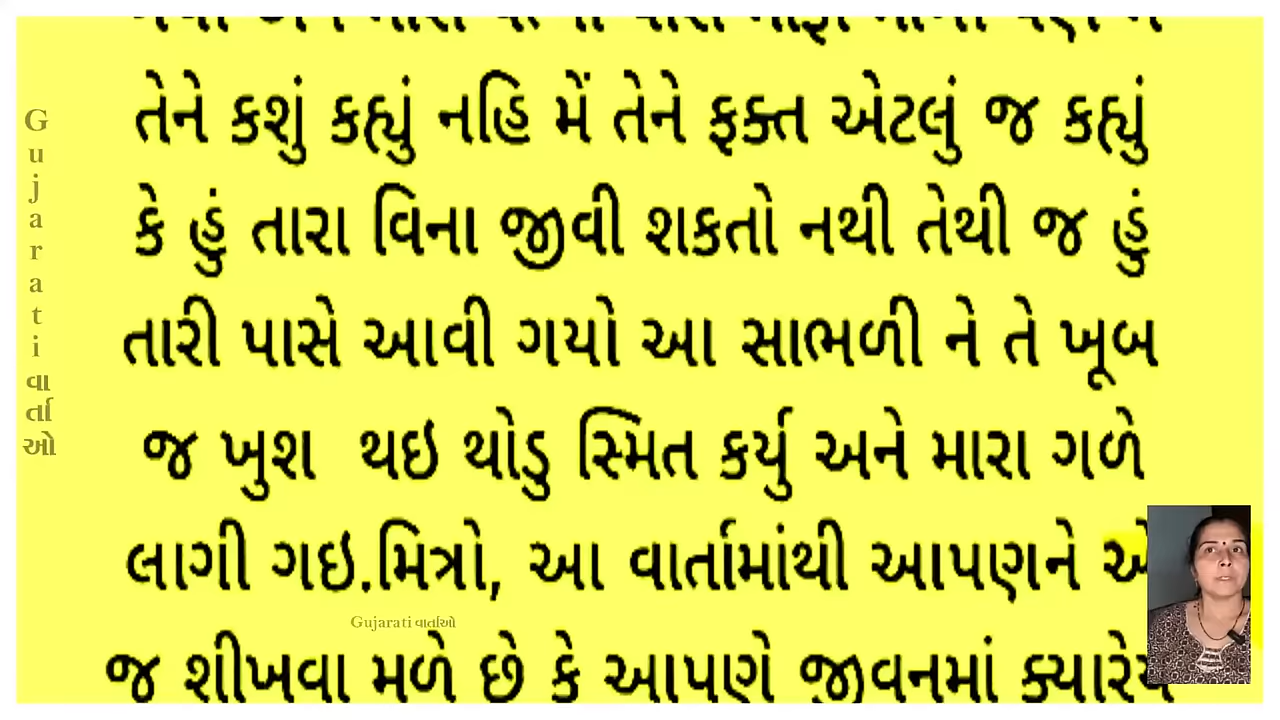 તેને કશું કહ્યું નહિ મેં તેને ફક્ત એટલું જ કહ્યું
કે હું તારા વિના જીવી શકતો નથી તેથી જ હું
તારી પાસે આવી ગયો આ સાભળી ને તે ખૂબ
જ ખુશ થઇ થોડુ સ્મિત કર્યુ અને મારા ગળે
લાગી ગઇ.મિત્રો, આ વાર્તામાંથી આપણને
જ શીખવા મળે છે કે આપણે જીવનમાં ક્યારેય
Gujarati વાર્તાઓ
Gujarati વાર્તાઓ